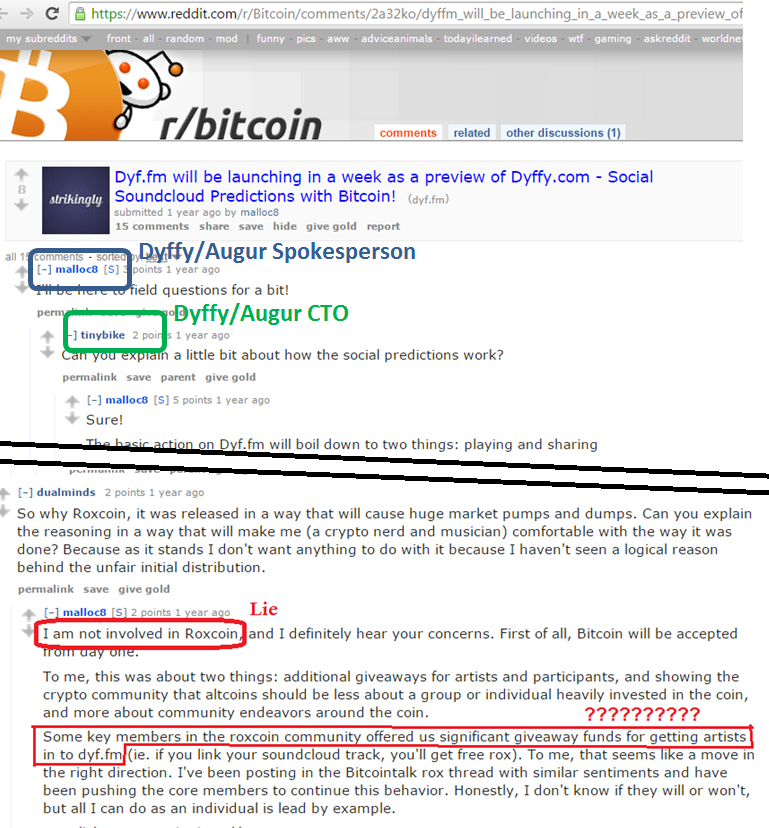 https://www.reddit.com/r/Bitcoin/comments/2a32ko/dyffm_will_be_launching_in_a_week_as_a_preview_of
my subreddits front - all - random - mod | funny - pics - aww - adviceanimals - todayilearned - videos - wtf - gaming - askreddit - worldne
r/bitcoin
comments related other discussions (1)
8
strikingly
Dyf.fm will be launching in a week as a preview of Dyffy.com - Social
Soundcloud Predictions with Bitcoin! (dyf.fm)
submitted 1 year ago by malloc8
15 comments share save hide give gold report
all 15 comments - sorted by best
Dyffy/Augur Spokesperson
[–] malloc8 [S] 3 points 1 year ago
I'll be here to field questions for a bit!
permalink save give gold
Dyffy/Augur CTO
–] tinybike 2 points 1 year ago
Can you explain a little bit about how the social predictions work?
permalink save parent give gold
[–] malloc8 [S] 5 points 1 year ago
Sure!
The basic action on Dyf.fm will boil down to two things: playing and sharing
[–] dualminds 2 points 1 year ago
So why Roxcoin, it was released in a way that will cause huge market pumps and dumps. Can you explain
the reasoning in a way that will make me (a crypto nerd and musician) comfortable with the way it was
done? Because as it stands I don't want anything to do with it because I haven't seen a logical reason
behind the unfair initial distribution.
permalink save give gold
[–] malloc8 [S] 2 points 1 year ago
Lie
I am not involved in Roxcoin, and I definitely hear your concerns. First of all, Bitcoin will be accepted
from day one.
To me, this was about two things: additional giveaways for artists and participants, and showing the
crypto community that altcoins should be less about a group or individual heavily invested in the coin,
and more about community endeavors around the coin.
??????????
Some key members in the roxcoin community offered us significant giveaway funds for getting artists
in to dyf.fm (ie. if you link your soundcloud track, you'll get free rox). To me, that seems like a move in
the right direction. I've been posting in the Bitcointalk rox thread with similar sentiments and have
been pushing the core members to continue this behavior. Honestly, I don't know if they will or won't,
but all I can do as an individual is lead by example.